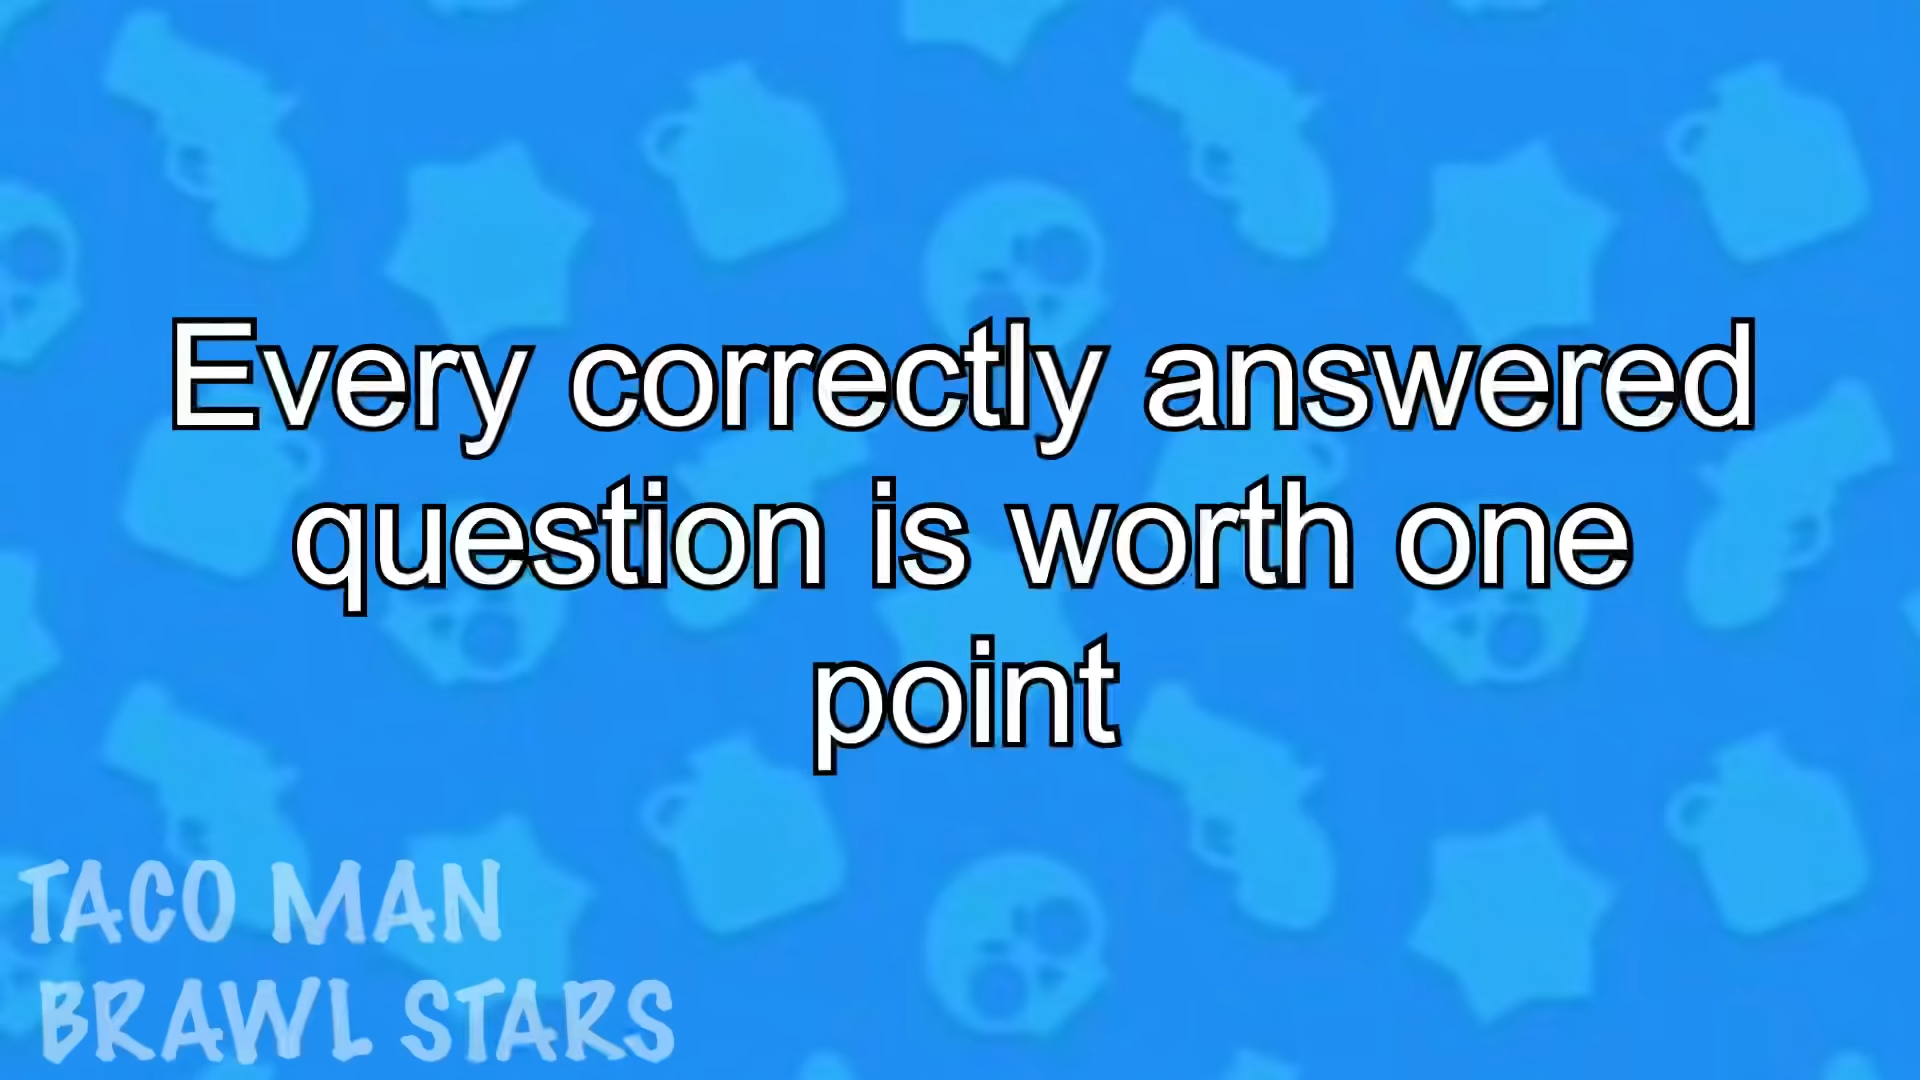 Every correctly answered
question is worth one
point
TACO MAN
BRAWL STARS